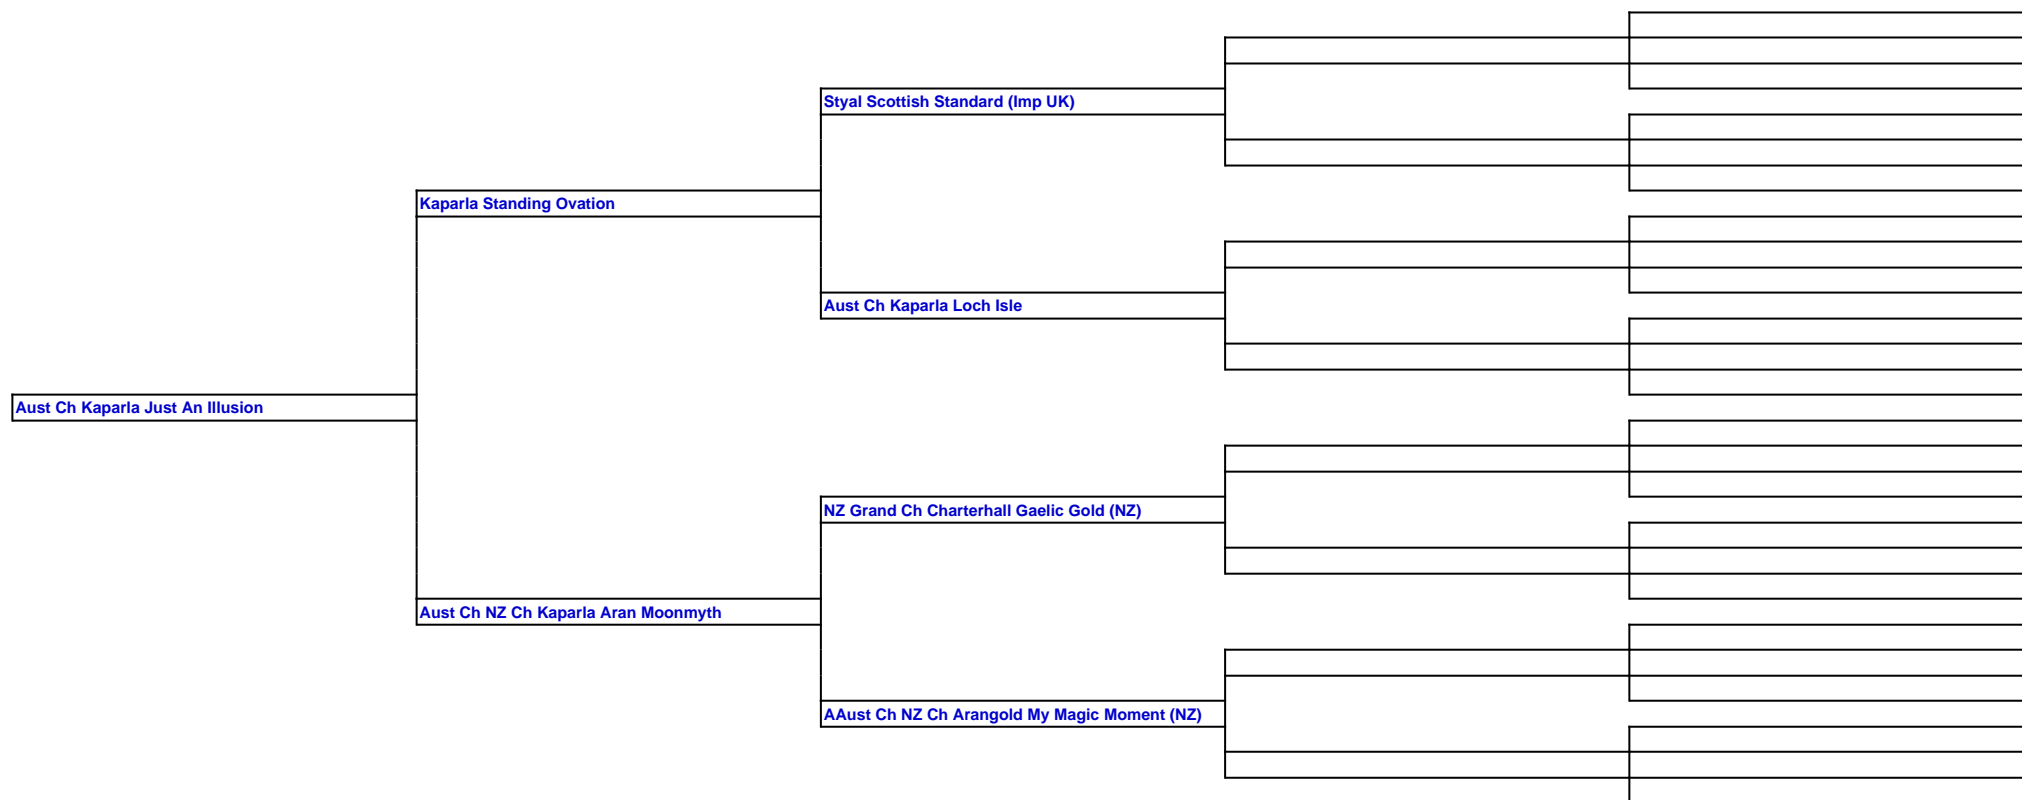 Styal Scottish Standard (Imp UK)
Kaparla Standing Ovation
Aust Ch Kaparla Loch Isle
Aust Ch Kaparla Just An Illusion
NZ Grand Ch Charterhall Gaelic Gold (NZ)
Aust Ch NZ Ch Kaparla Aran Moonmyth
AAust Ch NZ Ch Arangold My Magic Moment (NZ)